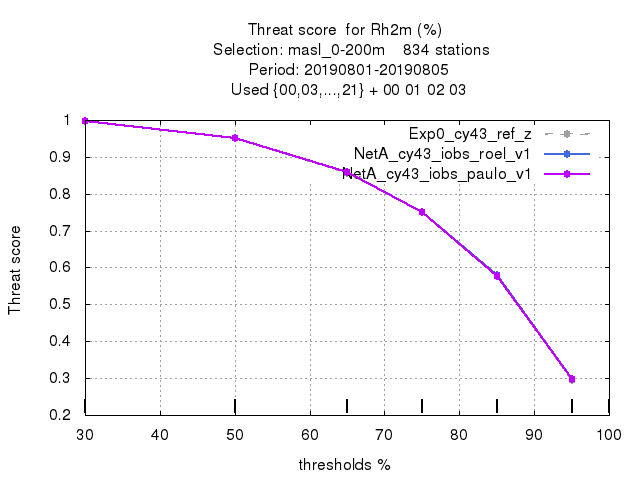 Threat score  for Rh2m (%)
Selection: masl_0-200m    834 stations
Period: 20190801-20190805
Used {00,03,...,21} + 00 01 02 03
Exp0_cy43_ref_z
NetA_cy43_iobs_roel_v1
NetA_cy43_iobs_paulo_v1
1
0.9
0.8
0.7
0.6
0.5
0.4
0.3
0.2
Threat score
30 40 50 60 70 80 90 100
thresholds %